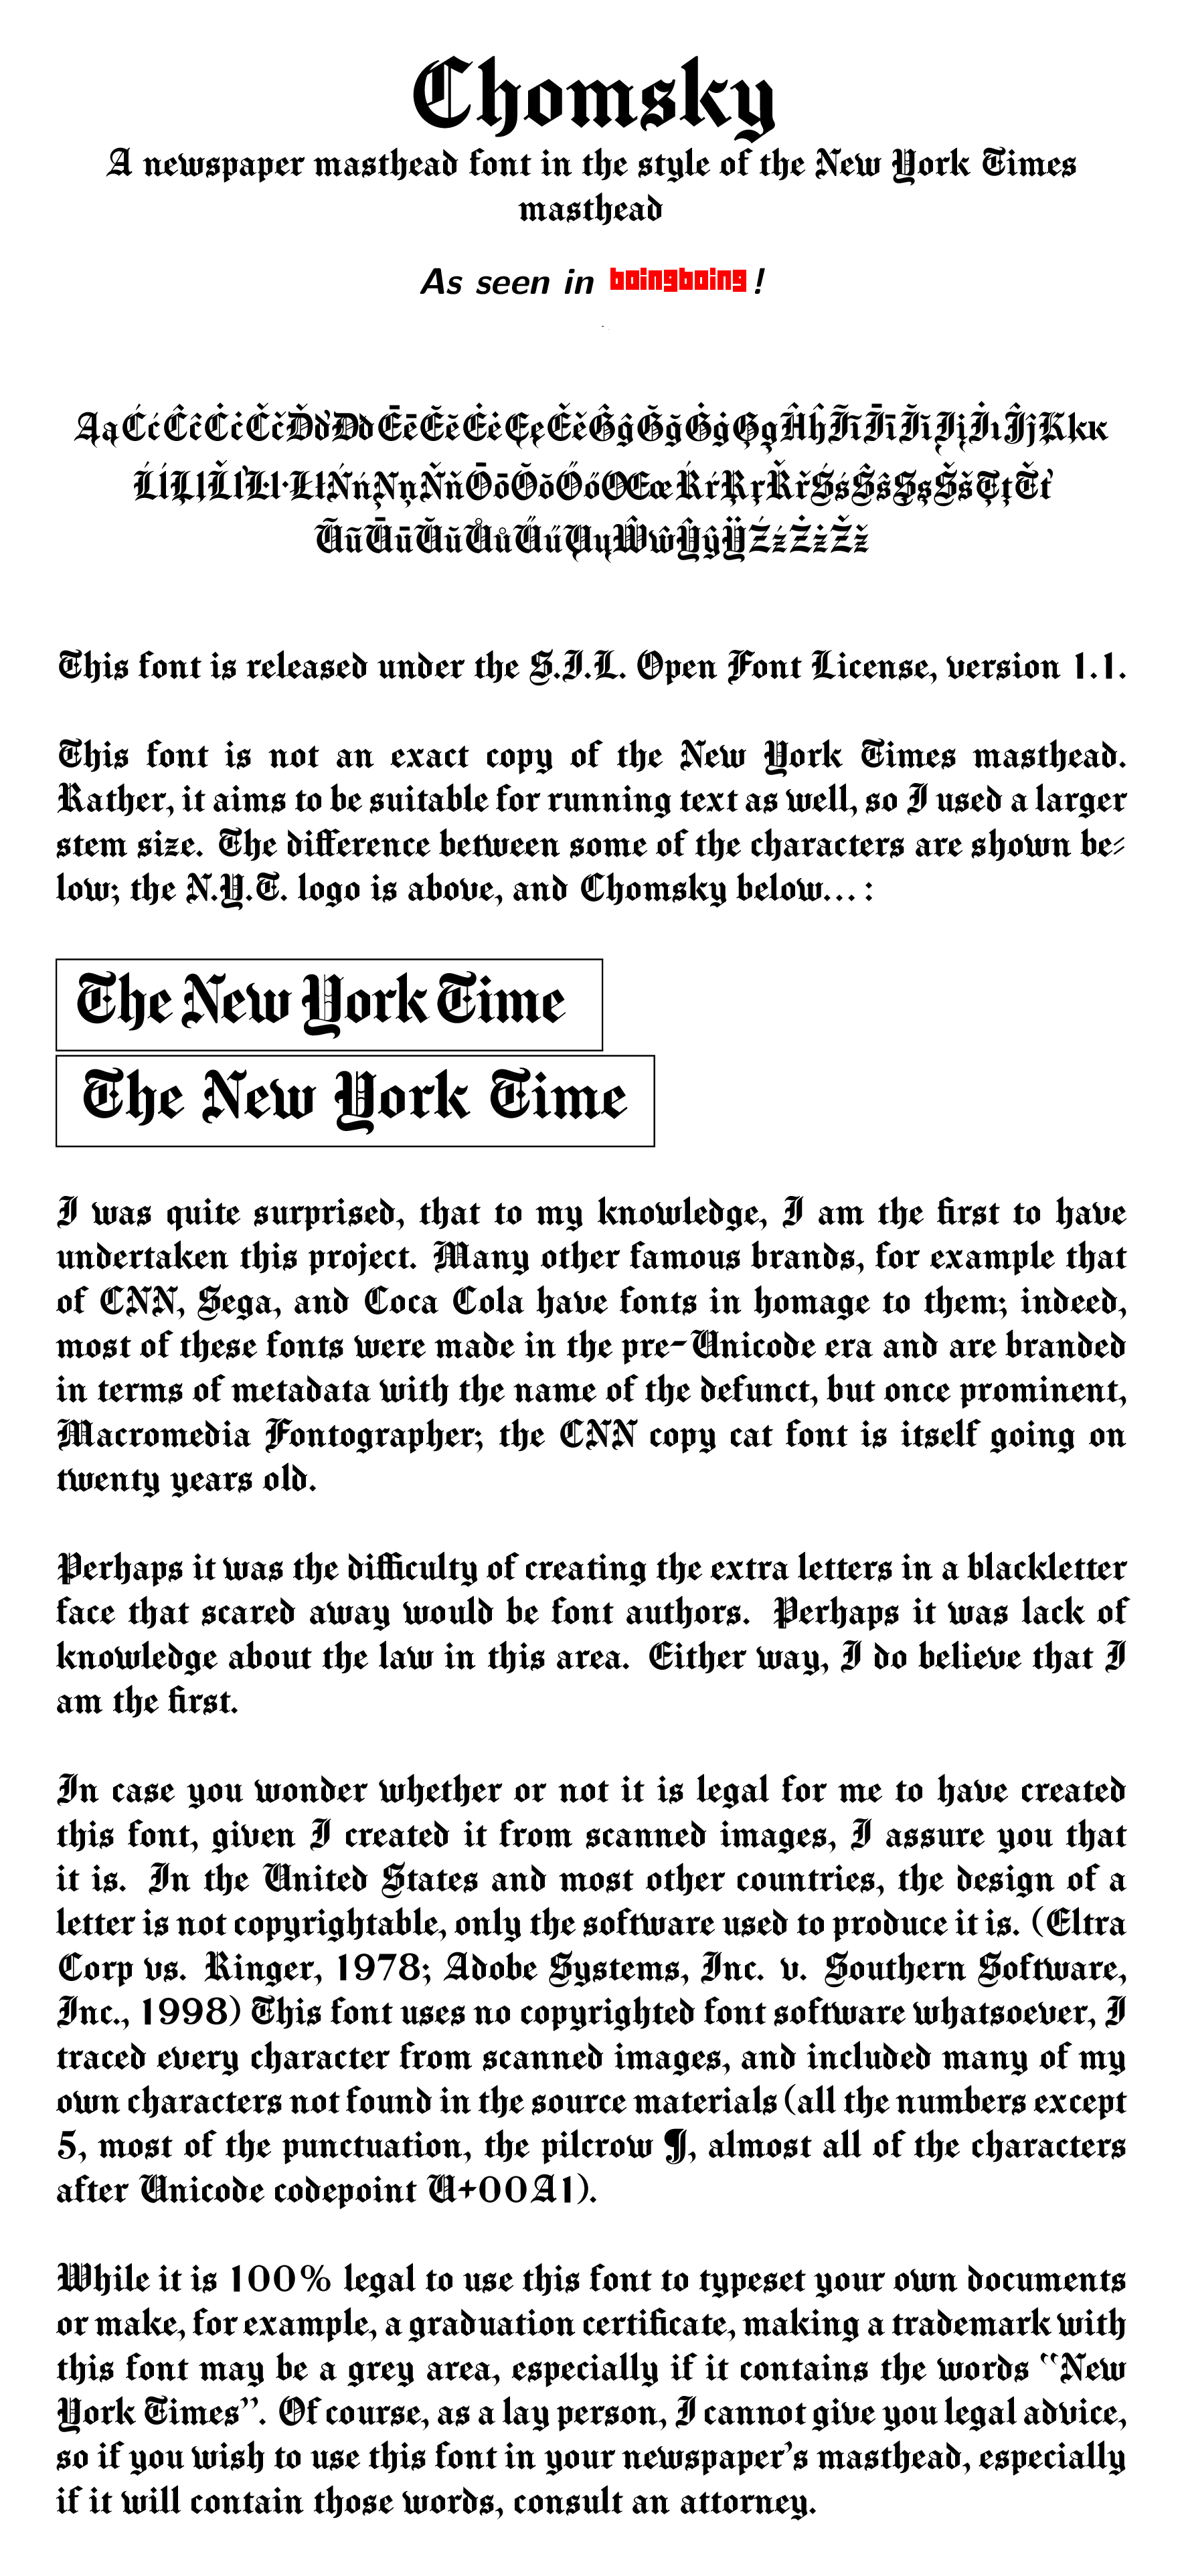 Chomsky
A newspaper masthead font in the style of the New York Times
masthead
As seen in boingboing!
ĄąĆćĈĉĊċČčĎďĐđĒēĔĕĖėĘęĚěĜĝĞğĠġĢģĤĥĨĩĪīĬĭĮįİıĴĵĶķĸ
ĹĺĻļĽľĿŀŁłŃńŅņŇňŌōŎŏŐőŒœŔŕŖŗŘřŚśŜŝŞşŠšŢţŤť
ŨũŪūŬŭŮůŰűŲųŴŵŶŷŸŹźŻżŽž
This font is released under the S.I.L. Open Font License, version 1.1.
This font is not an exact copy of the New York Times masthead.
Rather, it aims to be suitable for running text as well, so I used a larger
stem size. The difference between some of the characters are shown be-
low; the N.Y.T. logo is above, and Chomsky below… :
The New York Time
The New York Time
I was quite surprised, that to my knowledge, I am the first to have
undertaken this project. Many other famous brands, for example that
of CNN, Sega, and Coca Cola have fonts in homage to them; indeed,
most of these fonts were made in the pre-Unicode era and are branded
in terms of metadata with the name of the defunct, but once prominent,
Macromedia Fontographer; the CNN copy cat font is itself going on
twenty years old.
Perhaps it was the difficulty of creating the extra letters in a blackletter
face that scared away would be font authors. Perhaps it was lack of
knowledge about the law in this area. Either way, I do believe that I
am the first.
In case you wonder whether or not it is legal for me to have created
this font, given I created it from scanned images, I assure you that
it is. In the United States and most other countries, the design of a
letter is not copyrightable, only the software used to produce it is. (Eltra
Corp vs. Ringer, 1978; Adobe Systems, Inc. v. Southern Software,
Inc., 1998) This font uses no copyrighted font software whatsoever, I
traced every character from scanned images, and included many of my
own characters not found in the source materials (all the numbers except
5, most of the punctuation, the pilcrow ¶, almost all of the characters
after Unicode codepoint U+00A1).
While it is 100% legal to use this font to typeset your own documents
or make, for example, a graduation certificate, making a trademark with
this font may be a grey area, especially if it contains the words “New
York Times”. Of course, as a lay person, I cannot give you legal advice,
so if you wish to use this font in your newspaper’s masthead, especially
if it will contain those words, consult an attorney.